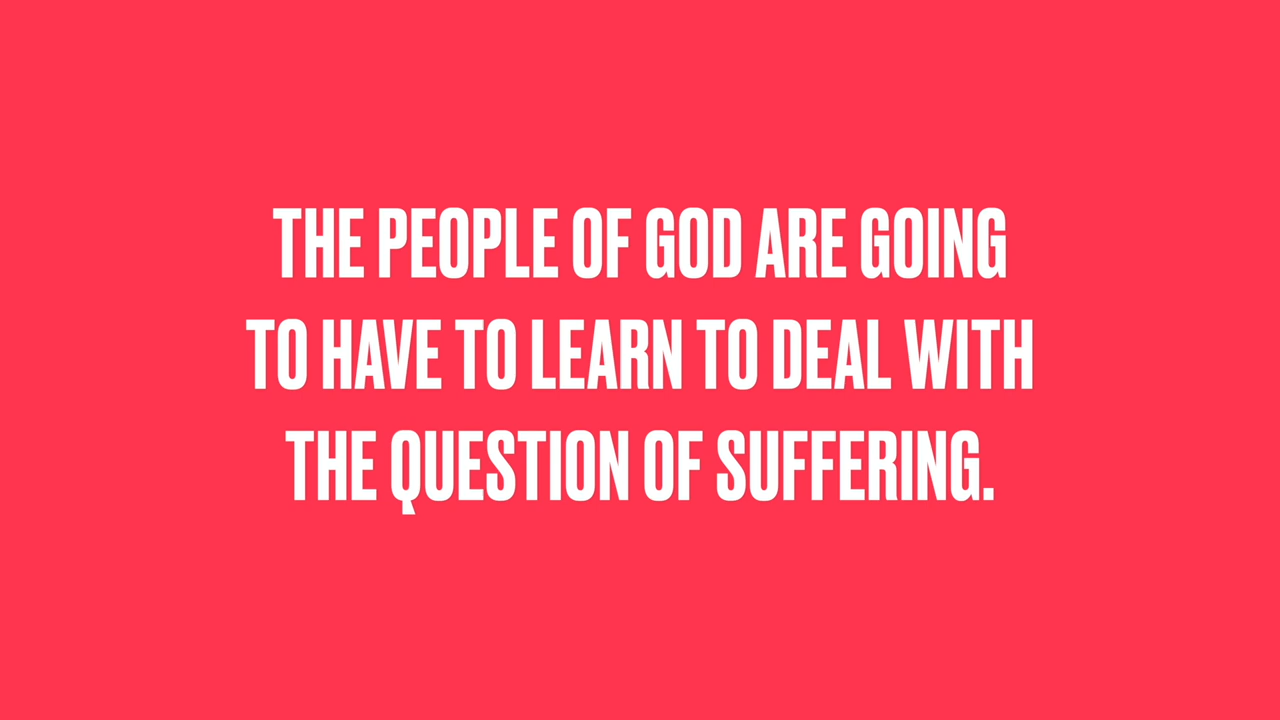 THE PEOPLE OF GOD ARE GOING
TO HAVE TO LEARN TO DEAL WITH
THE QUESTION OF SUFFERING.